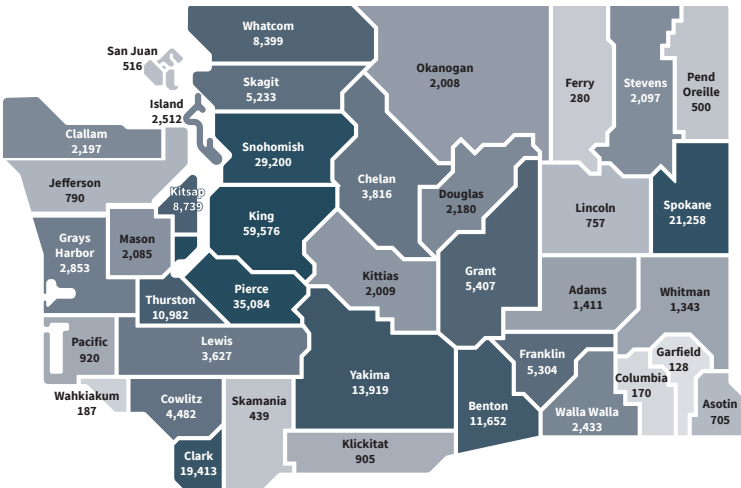 Whatcom
8,399
San Juan
516
Skagit
5,233
Okanogan
2,008
Ferry
280
Stevens
2,097
Pend
Oreille
500
Island
2,512
Clallam
2,197
Snohomish
29,200
Chelan
3,816
Jefferson
790
Kitsap
8,739
Douglas
2,180
King
59,576
Lincoln
757
Spokane
21,258
Grays
Harbor
2,853
Mason
2,085
Kittias
2,009
Grant
5,407
Pierce
35,084
Thurston
10,982
Adams
1,411
Whitman
1,343
Pacific
920
Lewis
3,627
Franklin
5,304
Garfield
128
Yakima
13,919
Columbia
170
Wahkiakum
187
Cowlitz
4,482
Skamania
439
Benton
11,652
Walla Walla
2,433
Asotin
705
Klickitat
905
Clark
19,413